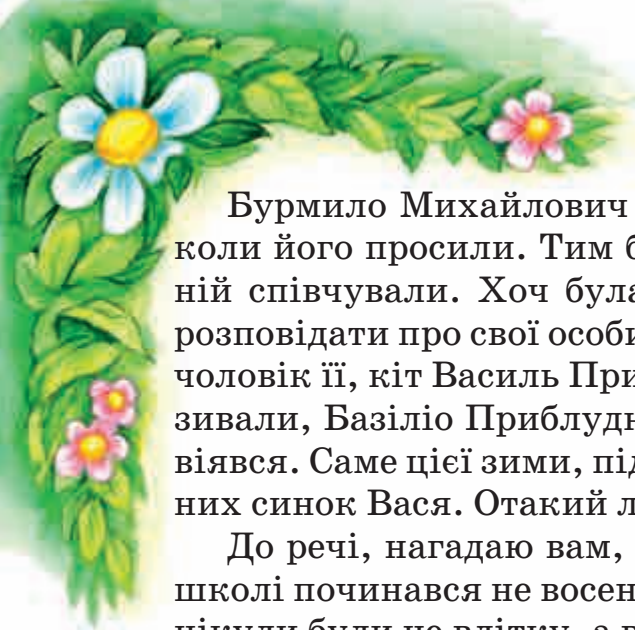 Бурмило Михайлович
коли його просили. Тим б
ній співчували. Хоч була
розповідати про свої особи
чоловік її, кіт Василь При
зивали, Базіліо Приблудн
віявся. Саме цієї зими, під
них синок Вася. Отакий л
До речі, нагадаю вам,
школі починався не восен